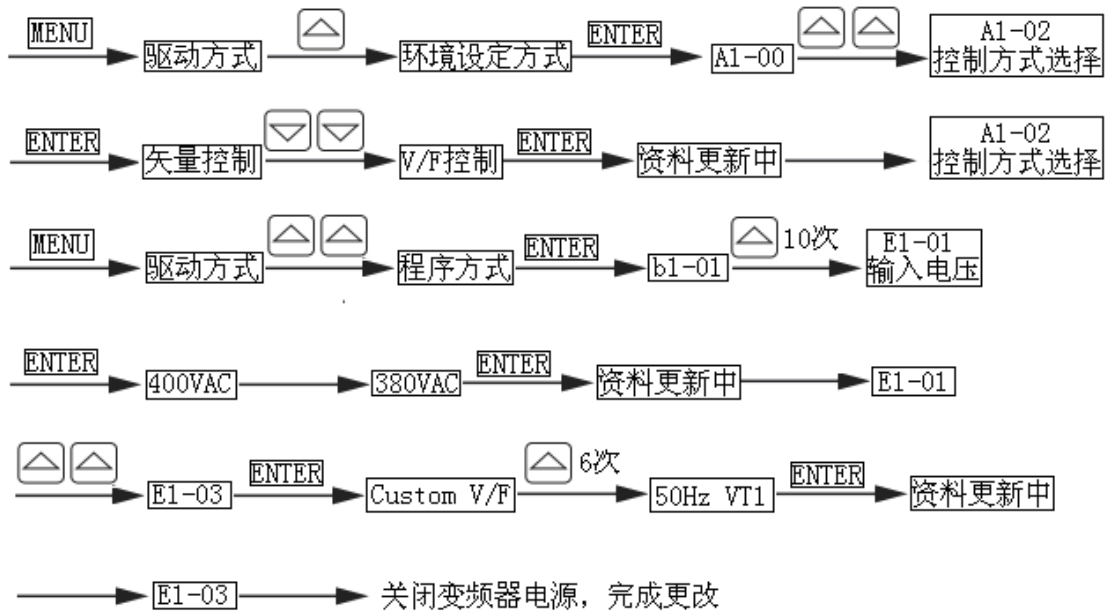 MENU 驱动方式 环境设定方式 ENTER A1-00 A1-02
控制方式选择
ENTER 矢量控制 V/F控制 ENTER 资料更新中 A1-02
控制方式选择
MENU 驱动方式 程序方式 ENTER b1-01 10次 E1-01
输入电压
ENTER 400VAC 380VAC ENTER 资料更新中 E1-01
E1-03 ENTER Custom V/F 6次 50Hz VT1 ENTER 资料更新中
E1-03 关闭变频器电源，完成更改